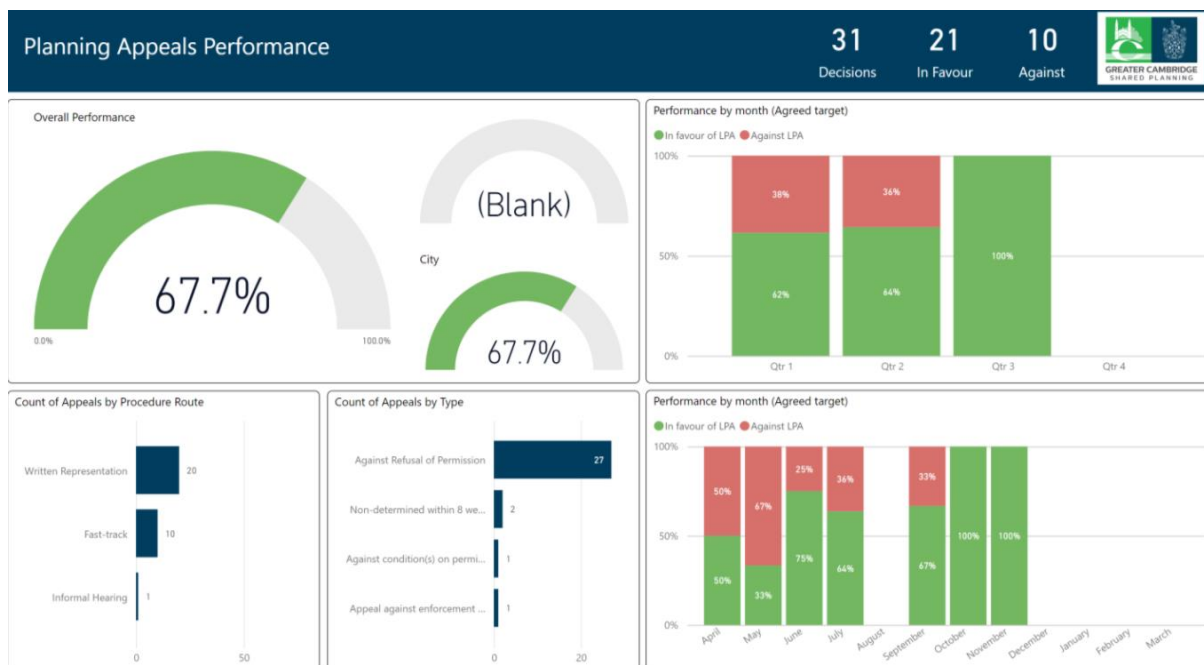 Planning Appeals Performance
31
Decisions
21
In Favour
10
Against
GREATER CAMBRIDGE
SHARED PLANNING
Overall Performance
67.7%
0.0%
100.0%
(Blank)
City
67.7%
Performance by month (Agreed target)
In favour of LPA Against LPA
100%
50%
0%
38%
62%
36%
64%
100%
Qtr 1 Qtr 2 Qtr 3 Qtr 4
Count of Appeals by Procedure Route
Written Representation 20
Fast-track 10
Informal Hearing 1
0 50
Count of Appeals by Type
Against Refusal of Permission 27
Non-determined within 8 we... 2
Against condition(s) on permi... 1
Appeal against enforcement ... 1
0 20
Performance by month (Agreed target)
In favour of LPA Against LPA
100%
50%
0%
50%
50%
67%
33%
25%
75%
36%
64%
33%
67%
100%
100%
April May June July August September October November December January February March